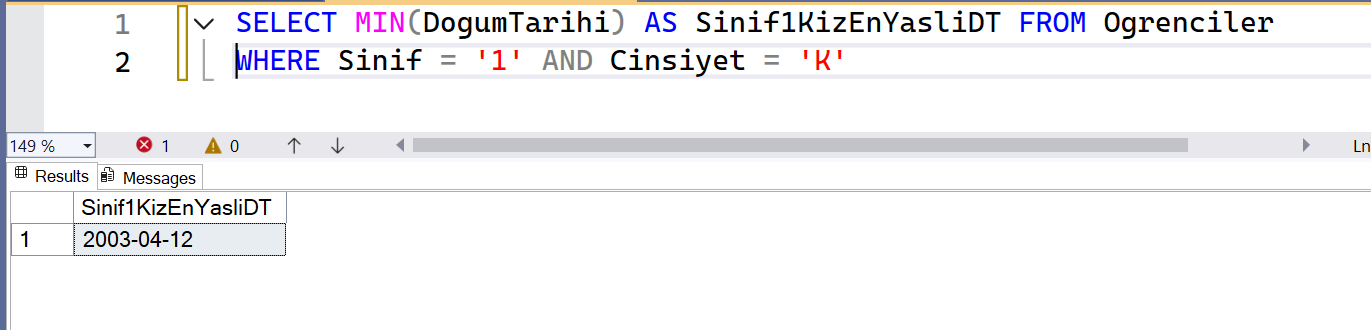 1 SELECT MIN(DogumTarihi) AS Sinif1KizEnYasliDT FROM Ogrenciler
2 WHERE Sinif = '1' AND Cinsiyet = 'K'
149 % 1 0 Ln
Results Messages
Sinif1KizEnYasliDT
1 2003-04-12